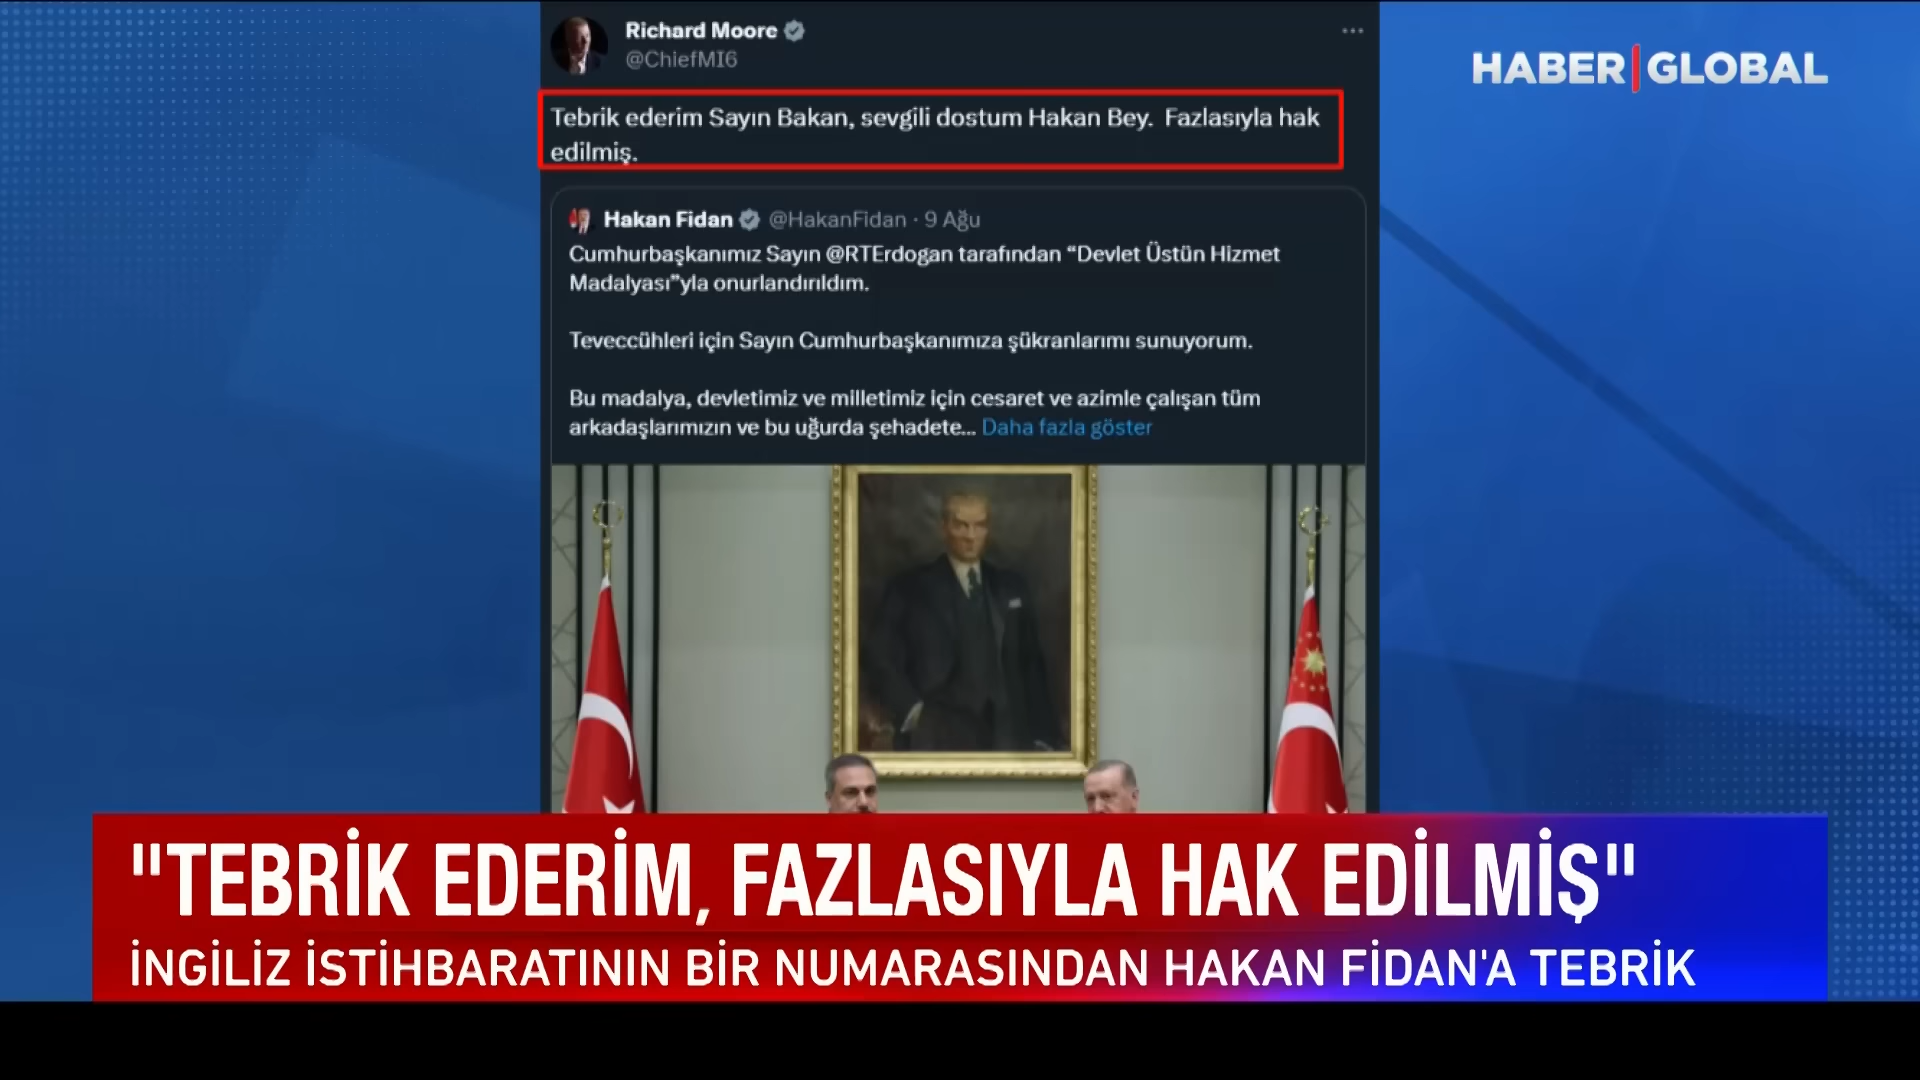 Richard Moore
@ChiefMI6
HABER GLOBAL
Tebrik ederim Sayın Bakan, sevgili dostum Hakan Bey. Fazlasıyla hak
edilmiş.
Hakan Fidan @HakanFidan · 9 Ağu
Cumhurbaşkanımız Sayın @RTErdogan tarafından “Devlet Üstün Hizmet
Madalyası”yla onurlandırıldım.
Teveccühleri için Sayın Cumhurbaşkanımıza şükranlarımı sunuyorum.
Bu madalya, devletimiz ve milletimiz için cesaret ve azimle çalışan tüm
arkadaşlarımızın ve bu uğurda şehadete... Daha fazla göster
"TEBRİK EDERİM, FAZLASIYLA HAK EDİLMİŞ"
İNGİLİZ İSTİHBARATININ BİR NUMARASINDAN HAKAN FİDAN'A TEBRİK